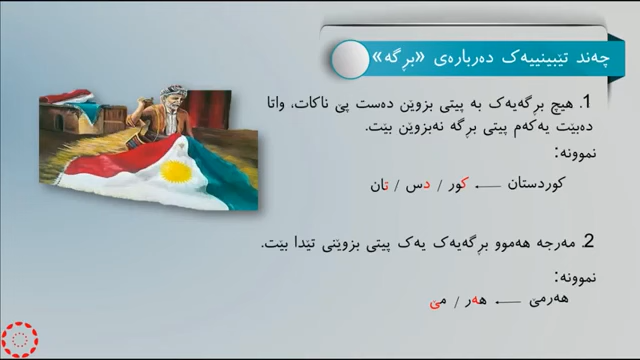 چەند تێبینییەک دەربارەی «بڕگە»
1. هیچ بڕگەیەک بە پیتی بزوێن دەست پێ ناکات، واتا
دەبێت یەکەم پیتی بڕگە نەبزوێن بێت.
نموونە:
کوردستان ⟵ کور / دس / تان
2. مەرجە هەموو بڕگەیەک یەک پیتی بزوێنی تێدا بێت.
نموونە:
هەرمێ ⟵ هەر / مێ